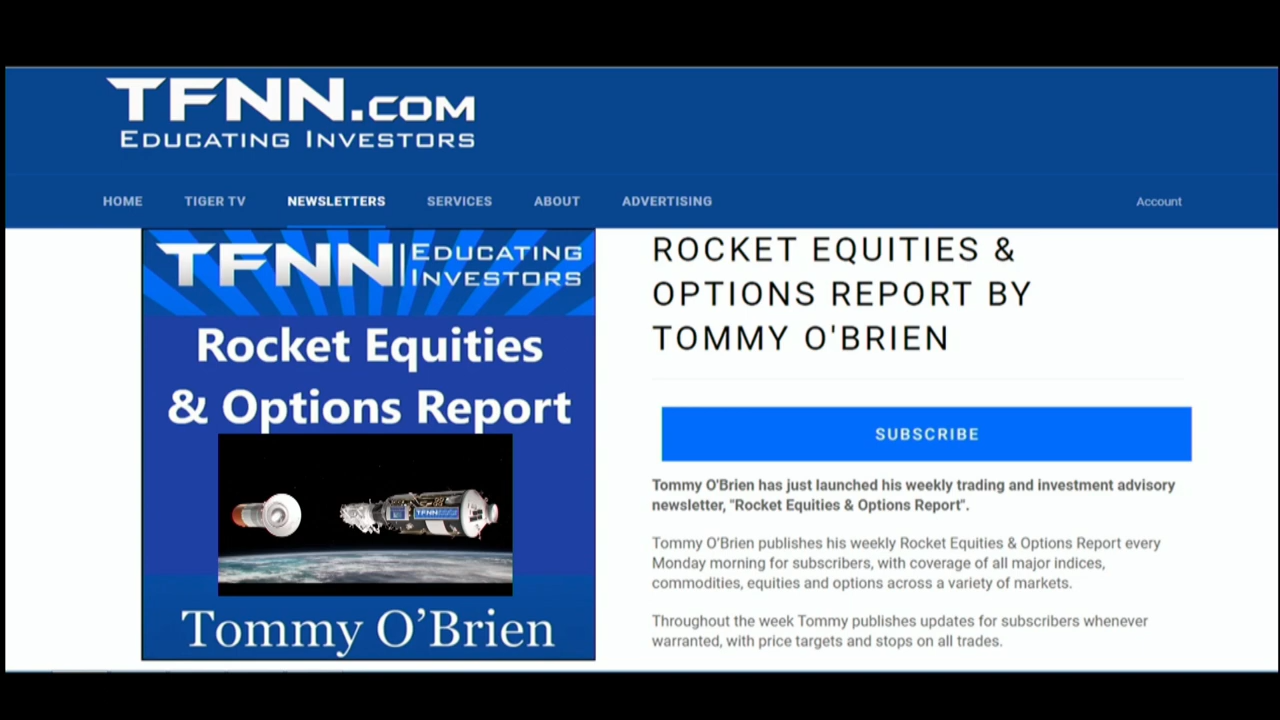 TFNN.COM
EDUCATING INVESTORS
HOME TIGER TV NEWSLETTERS SERVICES ABOUT ADVERTISING Account
TFNN EDUCATING
INVESTORS
Rocket Equities
& Options Report
TFNN
Tommy O’Brien
ROCKET EQUITIES &
OPTIONS REPORT BY
TOMMY O'BRIEN
SUBSCRIBE
Tommy O'Brien has just launched his weekly trading and investment advisory
newsletter, "Rocket Equities & Options Report".
Tommy O’Brien publishes his weekly Rocket Equities & Options Report every
Monday morning for subscribers, with coverage of all major indices,
commodities, equities and options across a variety of markets.
Throughout the week Tommy publishes updates for subscribers whenever
warranted, with price targets and stops on all trades.